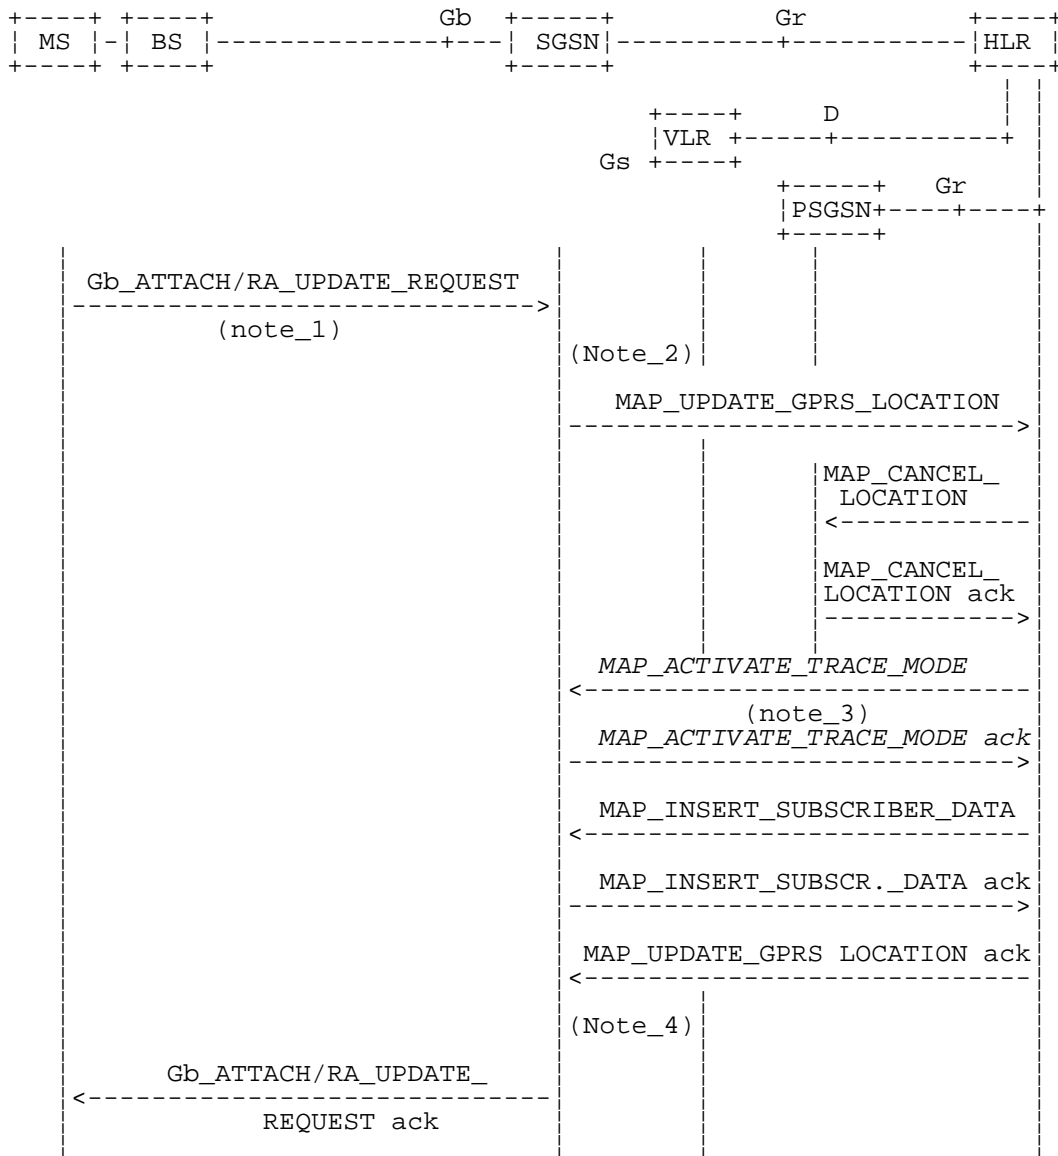 Gb Gr
MS BS SGSN HLR
D
VLR
Gs
Gr
PSGSN
Gb_ATTACH/RA_UPDATE_REQUEST
(note_1)
(Note_2)
MAP_UPDATE_GPRS_LOCATION
MAP_CANCEL_
LOCATION
MAP_CANCEL_
LOCATION ack
MAP_ACTIVATE_TRACE_MODE
(note_3)
MAP_ACTIVATE_TRACE_MODE ack
MAP_INSERT_SUBSCRIBER_DATA
MAP_INSERT_SUBSCR._DATA ack
MAP_UPDATE_GPRS LOCATION ack
(Note_4)
Gb_ATTACH/RA_UPDATE_
REQUEST ack